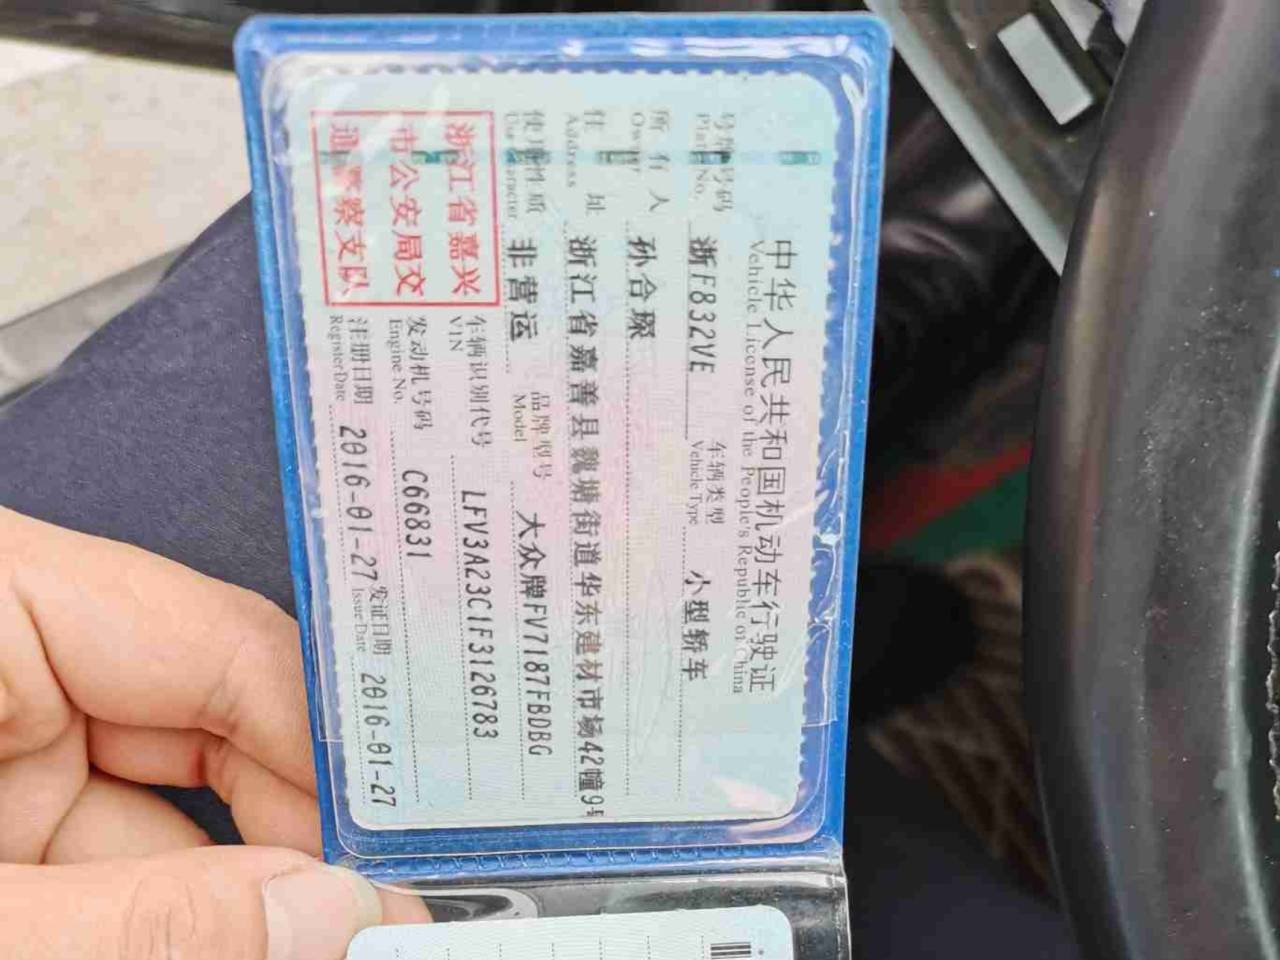 中华人民共和国机动车行驶证
Vehicle License of the People's Republic of China
号牌号码 浙F832VE 车辆类型 小型轿车
Plate No. Vehicle Type
所有人 孙合琛
Owner
住址 浙江省嘉善县魏塘街道华东建材市场42幢9号
Address
使用性质 非营运 品牌型号 大众牌FV7187FBDBG
Use Character Model
浙江省嘉兴
市公安局交
通警察支队
车辆识别代号 LFV3A23C1F3126783
VIN
发动机号码 C66831
Engine No.
注册日期 2016-01-27 发证日期 2016-01-27
Register Date Issue Date